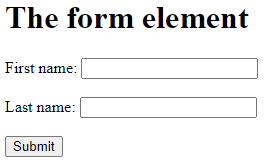 The form element
First name:
Last name:
Submit